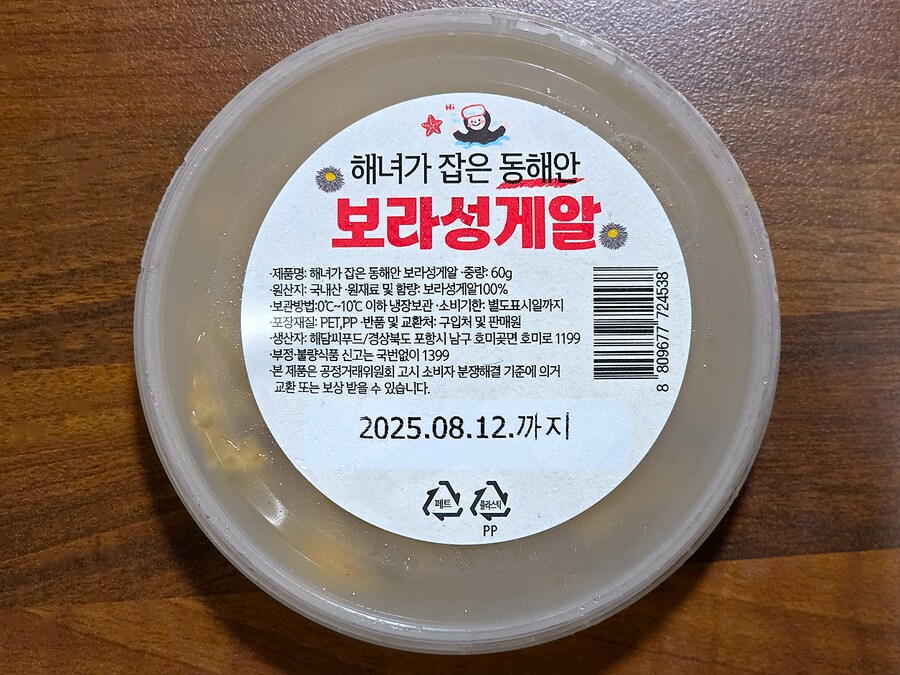 Hi
해녀가 잡은 동해안
보라성게알
·제품명: 해녀가 잡은 동해안 보라성게알 ·중량: 60g
·원산지: 국내산 ·원재료 및 함량: 보라성게알100%
·보관방법:0℃~10℃ 이하 냉장보관 ·소비기한: 별도표시일까지
·포장재질: PET,PP ·반품 및 교환처: 구입처 및 판매원
·생산자: 해담씨푸드/경상북도 포항시 남구 호미곶면 호미로 1199
·부정·불량식품 신고는 국번없이 1399
·본 제품은 공정거래위원회 고시 소비자 분쟁해결 기준에 의거
교환 또는 보상 받을 수 있습니다.
8 809677 724538
2025.08.12.까지
페트
플라스틱
PP